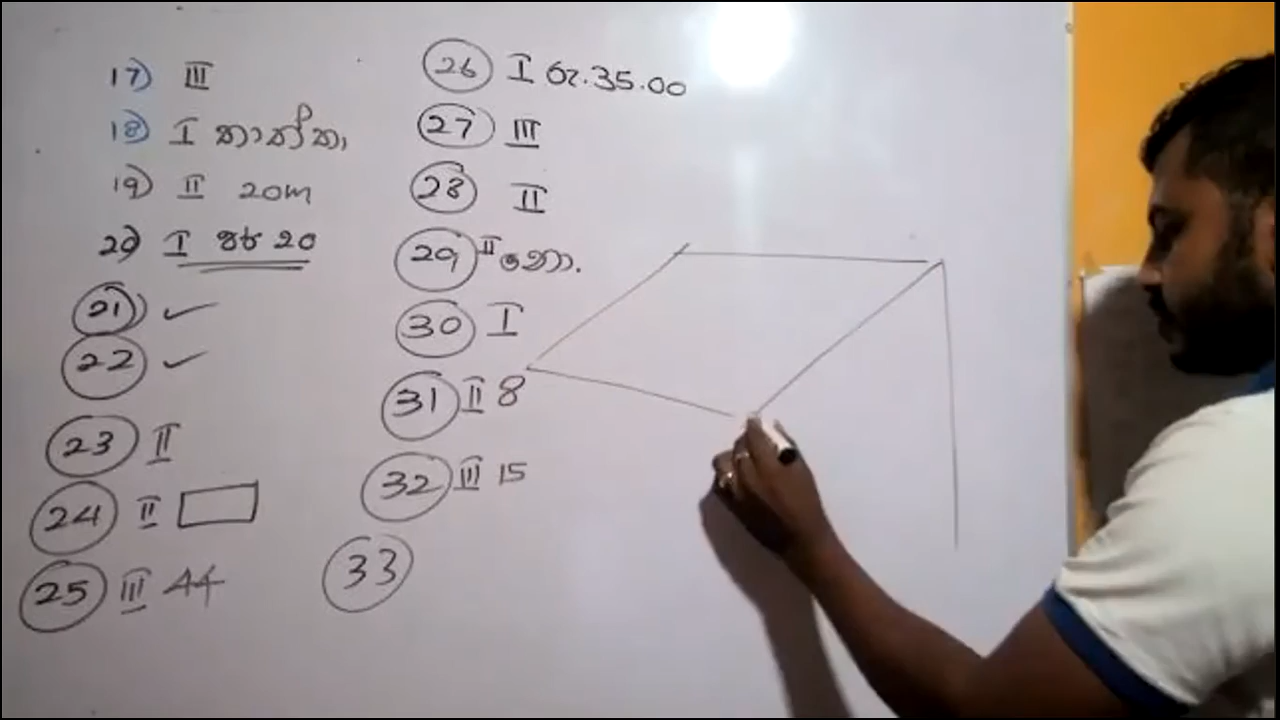 17) III
18) I තාත්තා
19) II 20m
20) I 20
21) ✓
22) ✓
23) II
24) II
25) III 44
26 I රු.35.00
27 III
28 II
29 II
30 I
31 II 8
32 III 15
33